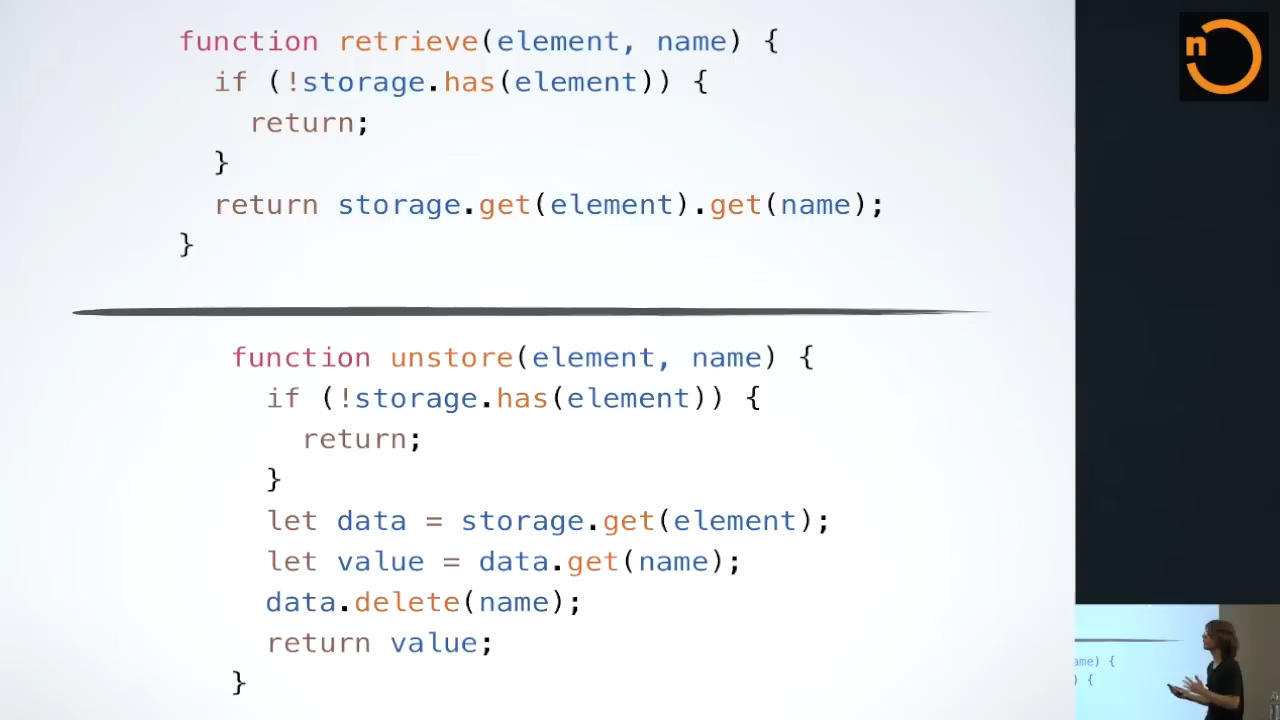 function retrieve(element, name) {
  if (!storage.has(element)) {
    return;
  }
  return storage.get(element).get(name);
}
function unstore(element, name) {
  if (!storage.has(element)) {
    return;
  }
  let data = storage.get(element);
  let value = data.get(name);
  data.delete(name);
  return value;
}
n
ame) {
) {